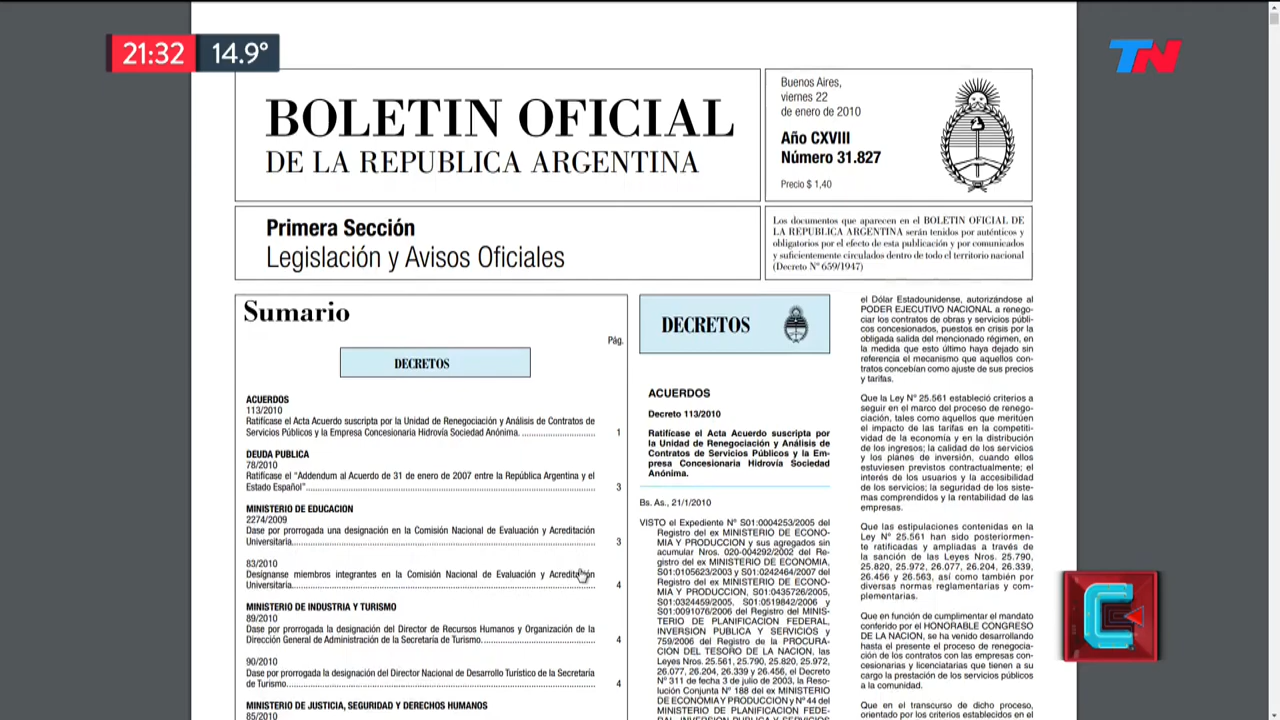 21:32 14.9°
TN
BOLETIN OFICIAL
DE LA REPUBLICA ARGENTINA
Buenos Aires,
viernes 22
de enero de 2010
Año CXVIII
Número 31.827
Precio $ 1,40
Primera Sección
Legislación y Avisos Oficiales
Los documentos que aparecen en el BOLETIN OFICIAL DE
LA REPUBLICA ARGENTINA serán tenidos por auténticos y
obligatorios por el efecto de esta publicación y por comunicados
y suficientemente circulados dentro de todo el territorio nacional
(Decreto Nº 659/1947)
Sumario
Pág.
DECRETOS
ACUERDOS
113/2010
Ratifícase el Acta Acuerdo suscripta por la Unidad de Renegociación y Análisis de Contratos de
Servicios Públicos y la Empresa Concesionaria Hidrovía Sociedad Anónima. ........................ 1
DEUDA PUBLICA
78/2010
Ratifícase el "Addendum al Acuerdo de 31 de enero de 2007 entre la República Argentina y el
Estado Español"........................ 3
MINISTERIO DE EDUCACION
2274/2009
Dase por prorrogada una designación en la Comisión Nacional de Evaluación y Acreditación
Universitaria........................ 3
83/2010
Desígnanse miembros integrantes en la Comisión Nacional de Evaluación y Acreditación
Universitaria........................ 4
MINISTERIO DE INDUSTRIA Y TURISMO
89/2010
Dase por prorrogada la designación del Director de Recursos Humanos y Organización de la
Dirección General de Administración de la Secretaría de Turismo........................ 4
90/2010
Dase por prorrogada la designación del Director Nacional de Desarrollo Turístico de la Secretaría
de Turismo........................ 4
MINISTERIO DE JUSTICIA, SEGURIDAD Y DERECHOS HUMANOS
85/2010
DECRETOS
ACUERDOS
Decreto 113/2010
Ratifícase el Acta Acuerdo suscripta por
la Unidad de Renegociación y Análisis de
Contratos de Servicios Públicos y la Em-
presa Concesionaria Hidrovía Sociedad
Anónima.
Bs. As., 21/1/2010
VISTO el Expediente Nº S01:0004253/2005 del
Registro del ex MINISTERIO DE ECONO-
MIA Y PRODUCCION y sus agregados sin
acumular Nros. 020-004292/2002 del Re-
gistro del ex MINISTERIO DE ECONOMIA,
S01:0105623/2003 y S01:0242464/2007 del
Registro del ex MINISTERIO DE ECONO-
MIA Y PRODUCCION, S01:0435726/2005,
S01:0324459/2005, S01:0519842/2006 y
S01:0091076/2006 del Registro del MINIS-
TERIO DE PLANIFICACION FEDERAL,
INVERSION PUBLICA Y SERVICIOS y
759/2006 del Registro de la PROCURA-
CION DEL TESORO DE LA NACION, las
Leyes Nros. 25.561, 25.790, 25.820, 25.972,
26.077, 26.204, 26.339, y 26.456, el Decreto
Nº 311 de fecha 3 de julio de 2003, la Reso-
lución Conjunta Nº 188 del ex MINISTERIO
DE ECONOMIA Y PRODUCCION y Nº 44 del
MINISTERIO DE PLANIFICACION FEDE-
RAL, INVERSION PUBLICA Y SERVICIOS
el Dólar Estadounidense, autorizándose al
PODER EJECUTIVO NACIONAL a renego-
ciar los contratos de obras y servicios públi-
cos concesionados, puestos en crisis por la
obligada salida del mencionado régimen, en
la medida que esto último haya dejado sin
referencia el mecanismo que aquellos con-
tratos concebían como ajuste de sus precios
y tarifas.
Que la Ley Nº 25.561 estableció criterios a
seguir en el marco del proceso de renego-
ciación, tales como aquellos que meritúen
el impacto de las tarifas en la competiti-
vidad de la economía y en la distribución
de los ingresos; la calidad de los servicios
y los planes de inversión, cuando ellos
estuviesen previstos contractualmente; el
interés de los usuarios y la accesibilidad
de los servicios; la seguridad de los siste-
mas comprendidos y la rentabilidad de las
empresas.
Que las estipulaciones contenidas en la
Ley Nº 25.561 han sido posteriormen-
te ratificadas y ampliadas a través de
la sanción de las Leyes Nros. 25.790,
25.820, 25.972, 26.077, 26.204, 26.339,
26.456 y 26.563, así como también por
diversas normas reglamentarias y com-
plementarias.
Que en función de cumplimentar el mandato
conferido por el HONORABLE CONGRESO
DE LA NACION, se ha venido desarrollando
hasta el presente el proceso de renegocia-
ción de los contratos con las empresas con-
cesionarias y licenciatarias que tienen a su
cargo la prestación de los servicios públicos
a la comunidad.
Que en el transcurso de dicho proceso,
orientado por los criterios establecidos en el
C